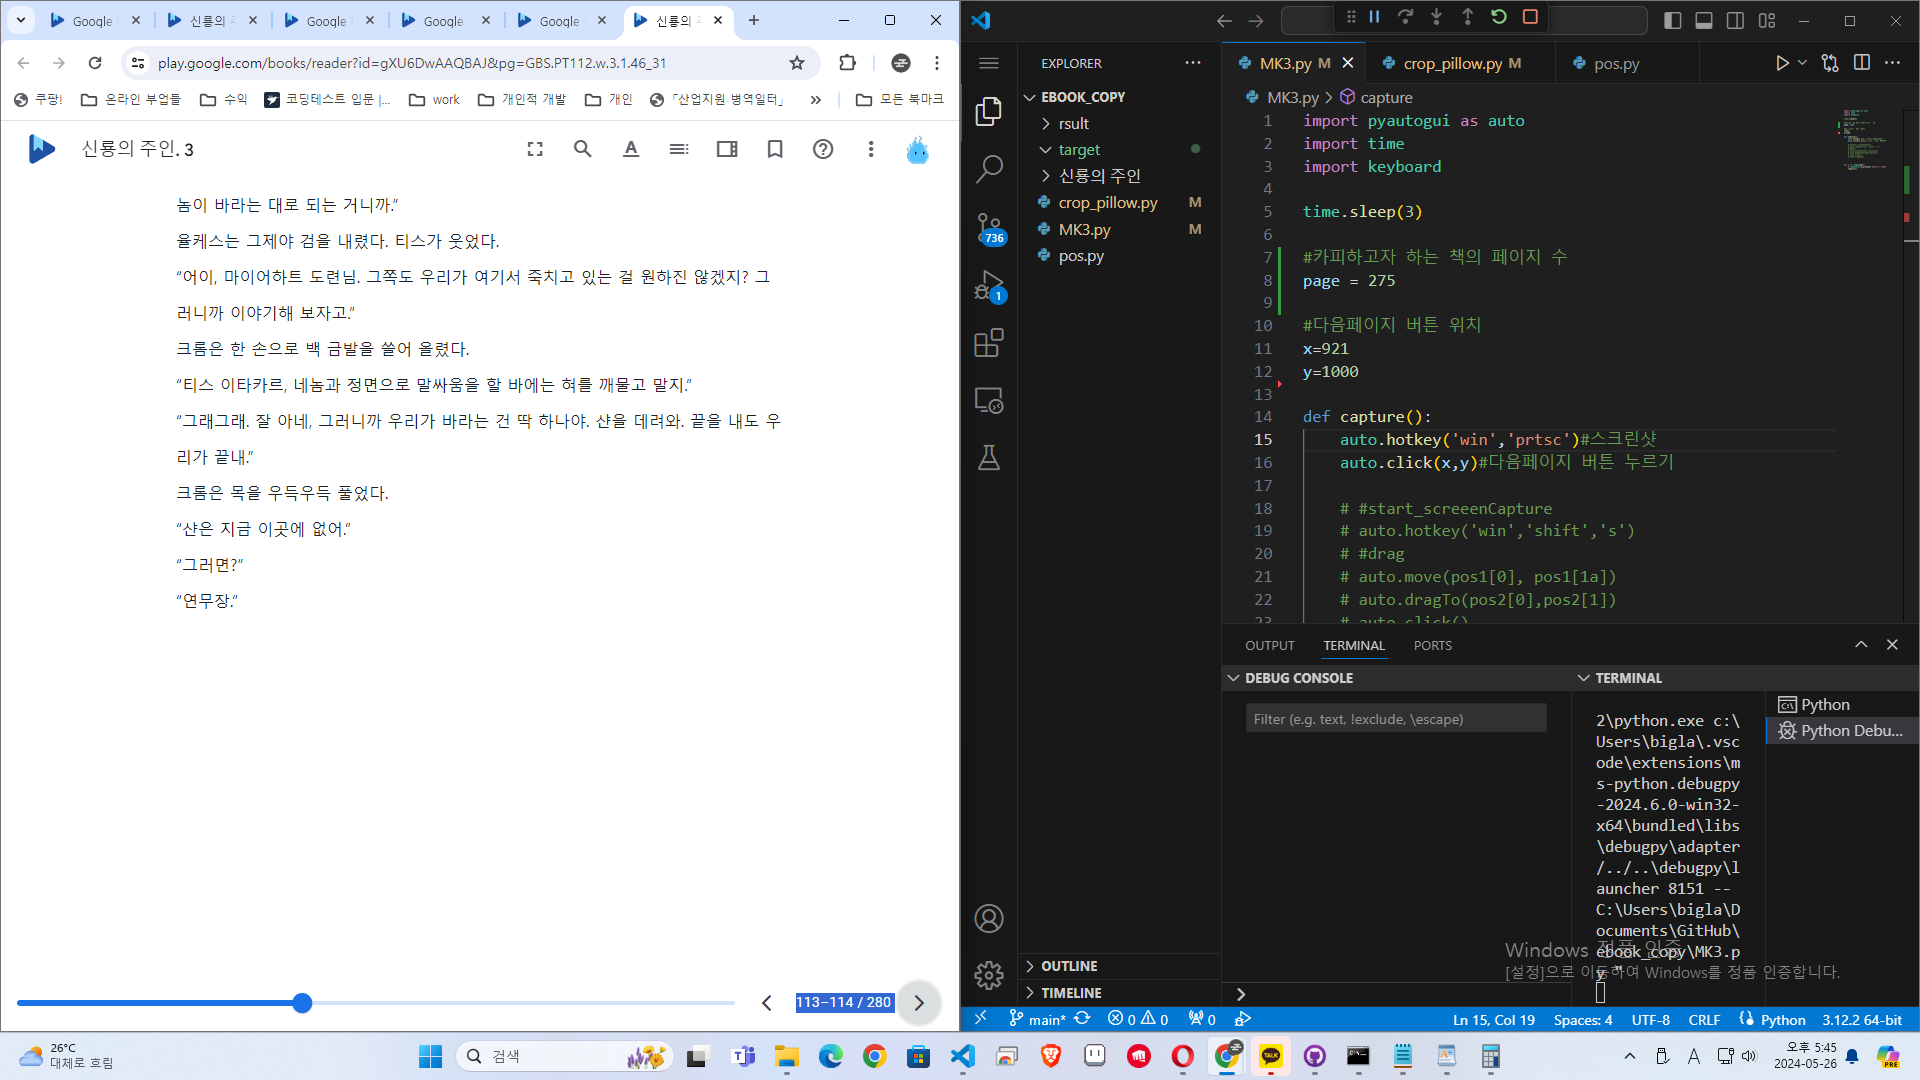 Google
신룡의 주
Google
Google
Google
신룡의 주
play.google.com/books/reader?id=gXU6DwAAQBAJ&pg=GBS.PT112.w.3.1.46_31
쿠팡!
온라인 부업들
수익
코딩테스트 입문 |...
work
개인적 개발
개인
「산업지원 병역일터」
모든 북마크
신룡의 주인. 3
놈이 바라는 대로 되는 거니까.”
율케스는 그제야 검을 내렸다. 티스가 웃었다.
“어이, 마이어하트 도련님. 그쪽도 우리가 여기서 죽치고 있는 걸 원하진 않겠지? 그
러니까 이야기해 보자고.”
크롬은 한 손으로 백 금발을 쓸어 올렸다.
“티스 이타카르, 네놈과 정면으로 말싸움을 할 바에는 혀를 깨물고 말지.”
“그래그래. 잘 아네, 그러니까 우리가 바라는 건 딱 하나야. 샨을 데려와. 끝을 내도 우
리가 끝내.”
크롬은 목을 우득우득 풀었다.
“샨은 지금 이곳에 없어.”
“그러면?”
“연무장.”
113–114 / 280
EXPLORER
EBOOK_COPY
rsult
target
신룡의 주인
crop_pillow.py M
MK3.py M
pos.py
736
1
OUTLINE
TIMELINE
MK3.py M
crop_pillow.py M
pos.py
MK3.py
capture
1 import pyautogui as auto
2 import time
3 import keyboard
4
5 time.sleep(3)
6
7 #카피하고자 하는 책의 페이지 수
8 page = 275
9
10 #다음페이지 버튼 위치
11 x=921
12 y=1000
13
14 def capture():
15 auto.hotkey('win','prtsc')#스크린샷
16 auto.click(x,y)#다음페이지 버튼 누르기
17
18 # #start_screeenCapture
19 # auto.hotkey('win','shift','s')
20 # #drag
21 # auto.move(pos1[0], pos1[1a])
22 # auto.dragTo(pos2[0],pos2[1])
23 # auto.click()
OUTPUT
TERMINAL
PORTS
DEBUG CONSOLE
Filter (e.g. text, !exclude, \escape)
TERMINAL
2\python.exe c:\
Users\bigla\.vsc
ode\extensions\m
s-python.debugpy
-2024.6.0-win32-
x64\bundled\libs
\debugpy\adapter
/../..\debugpy\l
auncher 8151 --
C:\Users\bigla\D
ocuments\GitHub\
ebook_copy\MK3.p
y "
Python
Python Debu...
Windows 정품 인증
[설정]으로 이동하여 Windows를 정품 인증합니다.
main*
0
0
0
Ln 15, Col 19
Spaces: 4
UTF-8
CRLF
Python
3.12.2 64-bit
26°C
대체로 흐림
검색
TALK
A
오후 5:45
2024-05-26
PRE